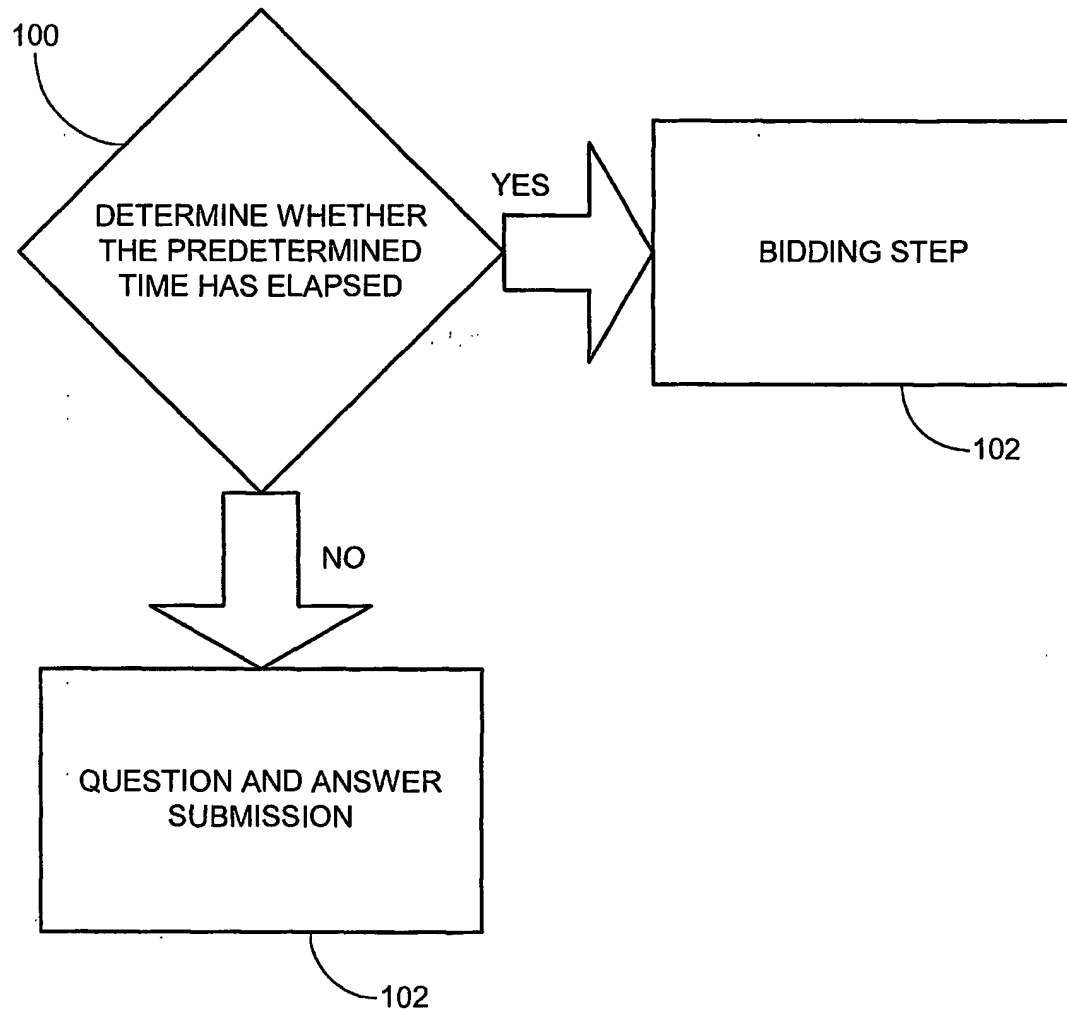 100
DETERMINE WHETHER
THE PREDETERMINED
TIME HAS ELAPSED
YES
BIDDING STEP
102
NO
QUESTION AND ANSWER
SUBMISSION
102